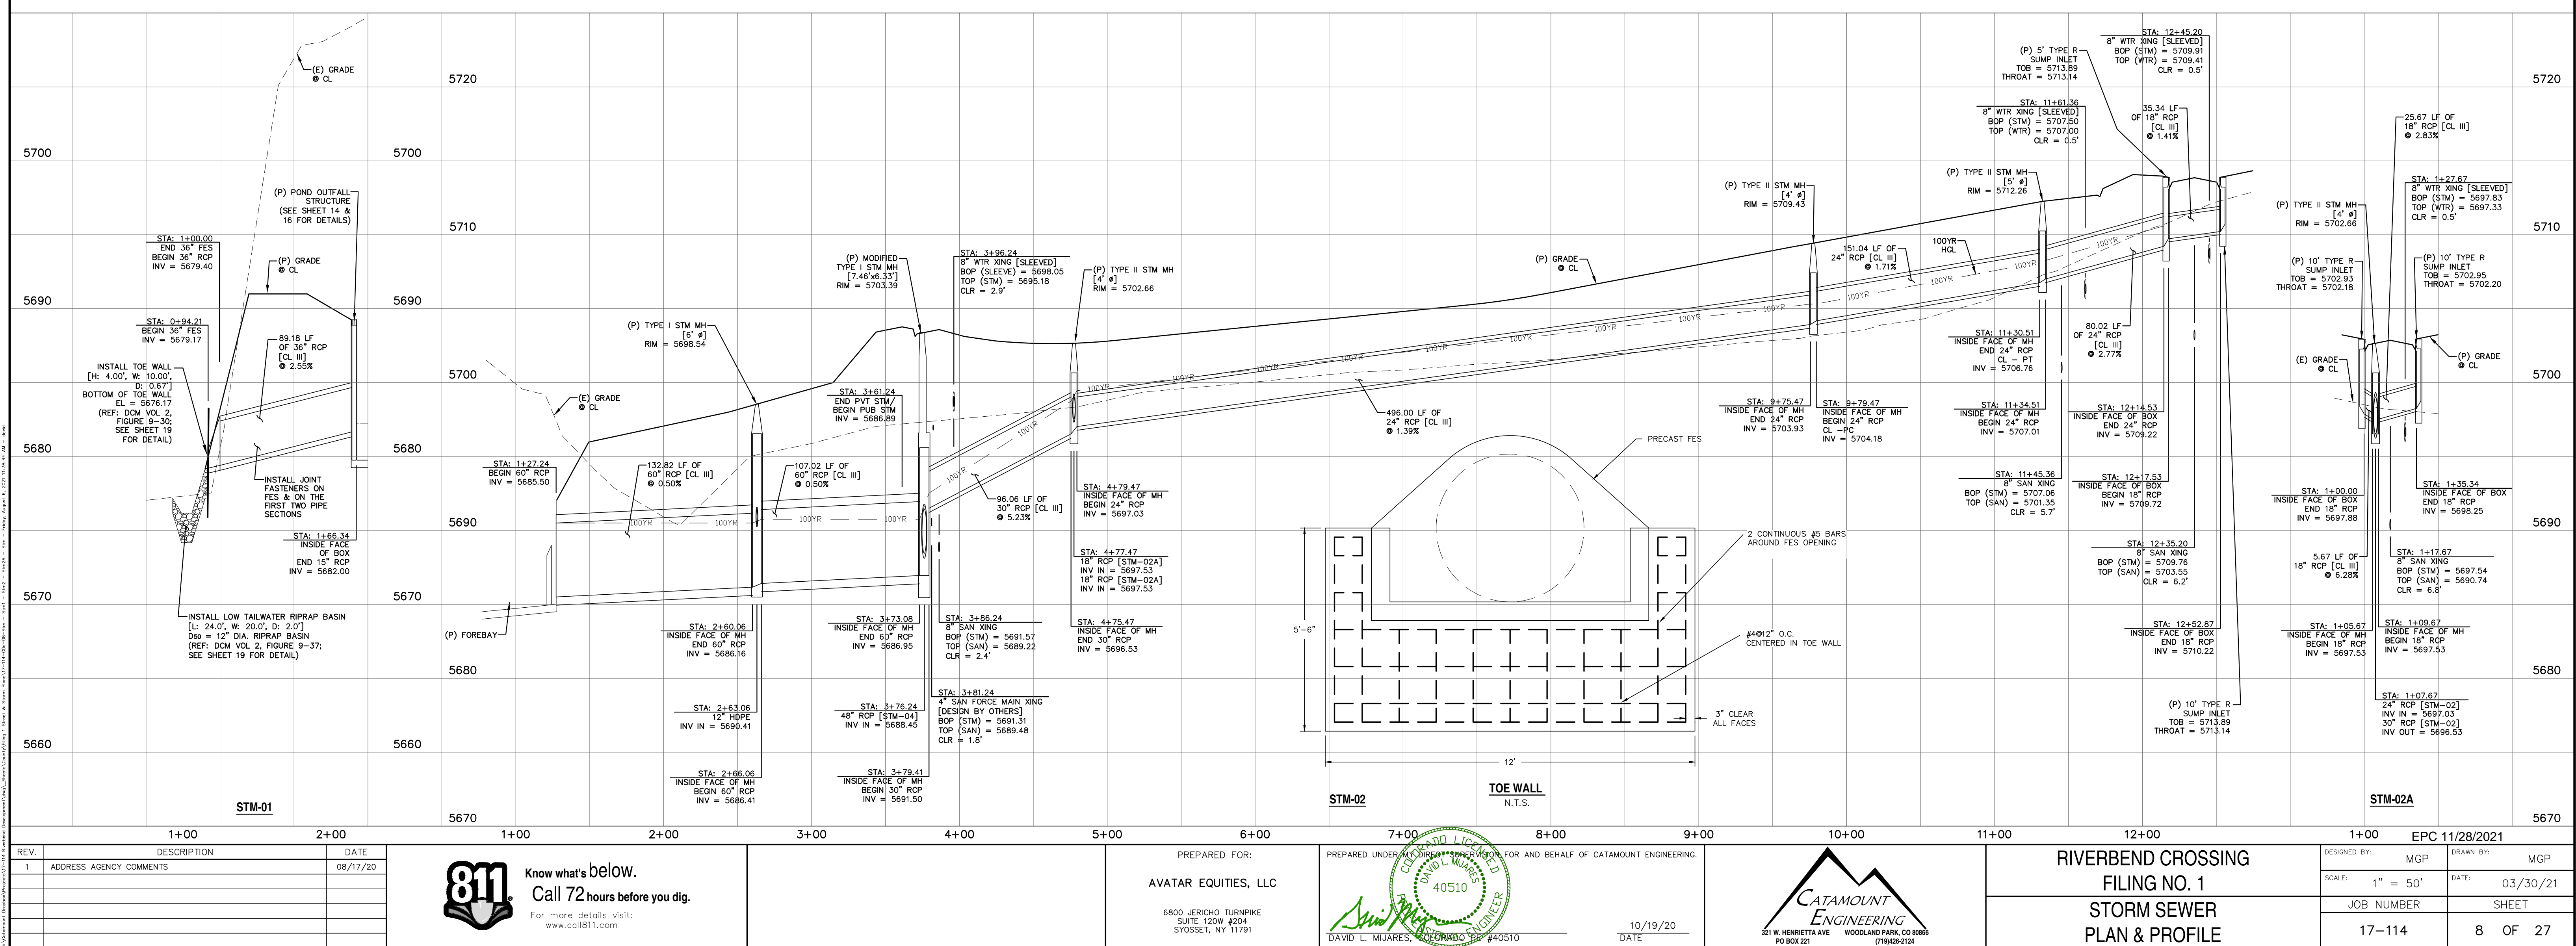 5700
5690
5680
5670
5660
(E) GRADE
@ CL
(P) POND OUTFALL
STRUCTURE
(SEE SHEET 14 &
16 FOR DETAILS)
STA: 1+00.00
END 36" FES
BEGIN 36" RCP
INV = 5679.40
(P) GRADE
@ CL
STA: 0+94.21
BEGIN 36" FES
INV = 5679.17
INSTALL TOE WALL
[H: 4.00', W: 10.00',
D: 0.67']
BOTTOM OF TOE WALL
EL = 5676.17
(REF: DCM VOL 2,
FIGURE 9-30;
SEE SHEET 19
FOR DETAIL)
89.18 LF
OF 36" RCP
[CL III]
@ 2.55%
INSTALL JOINT
FASTENERS ON
FES & ON THE
FIRST TWO PIPE
SECTIONS
STA: 1+66.34
INSIDE FACE
OF BOX
END 15" RCP
INV = 5682.00
INSTALL LOW TAILWATER RIPRAP BASIN
[L: 24.0', W: 20.0', D: 2.0']
D50 = 12" DIA. RIPRAP BASIN
(REF: DCM VOL 2, FIGURE 9-37;
SEE SHEET 19 FOR DETAIL)
STM-01
1+00
2+00
5700
5690
5680
5670
5660
5720
5710
5700
5690
5680
5670
(E) GRADE
@ CL
STA: 1+27.24
BEGIN 60" RCP
INV = 5685.50
(P) FOREBAY
(P) TYPE I STM MH
[6' ø]
RIM = 5698.54
132.82 LF OF
60" RCP [CL III]
@ 0.50%
107.02 LF OF
60" RCP [CL III]
@ 0.50%
100YR
100YR
100YR
100YR
STA: 2+60.06
INSIDE FACE OF MH
END 60" RCP
INV = 5686.16
STA: 2+63.06
12" HDPE
INV IN = 5690.41
STA: 2+66.06
INSIDE FACE OF MH
BEGIN 60" RCP
INV = 5686.41
(P) MODIFIED
TYPE I STM MH
[7.46'x6.33']
RIM = 5703.39
STA: 3+61.24
END PVT STM/
BEGIN PUB STM
INV = 5686.89
STA: 3+73.08
INSIDE FACE OF MH
END 60" RCP
INV = 5686.95
STA: 3+76.24
48" RCP [STM-04]
INV IN = 5688.45
STA: 3+79.41
INSIDE FACE OF MH
BEGIN 30" RCP
INV = 5691.50
STA: 3+96.24
8" WTR XING [SLEEVED]
BOP (SLEEVE) = 5698.05
TOP (STM) = 5695.18
CLR = 2.9'
STA: 3+86.24
8" SAN XING
BOP (STM) = 5691.57
TOP (SAN) = 5689.22
CLR = 2.4'
STA: 3+81.24
4" SAN FORCE MAIN XING
[DESIGN BY OTHERS]
BOP (STM) = 5691.31
TOP (SAN) = 5689.48
CLR = 1.8'
(P) TYPE II STM MH
[4' ø]
RIM = 5702.66
100YR
100YR
96.06 LF OF
30" RCP [CL III]
@ 5.23%
STA: 4+79.47
INSIDE FACE OF MH
BEGIN 24" RCP
INV = 5697.03
STA: 4+77.47
18" RCP [STM-02A]
INV IN = 5697.53
18" RCP [STM-02A]
INV IN = 5697.53
STA: 4+75.47
INSIDE FACE OF MH
END 30" RCP
INV = 5696.53
100YR
100YR
100YR
100YR
100YR
100YR
100YR
100YR
496.00 LF OF
24" RCP [CL III]
@ 1.39%
(P) GRADE
@ CL
PRECAST FES
2 CONTINUOUS #5 BARS
AROUND FES OPENING
#4@12" O.C.
CENTERED IN TOE WALL
3" CLEAR
ALL FACES
5'-6"
12'
TOE WALL
N.T.S.
STM-02
(P) TYPE II STM MH
[4' ø]
RIM = 5709.43
STA: 9+75.47
INSIDE FACE OF MH
END 24" RCP
INV = 5703.93
STA: 9+79.47
INSIDE FACE OF MH
BEGIN 24" RCP
CL -PC
INV = 5704.18
151.04 LF OF
24" RCP [CL III]
@ 1.71%
100YR
HGL
100YR
100YR
100YR
(P) TYPE II STM MH
[5' ø]
RIM = 5712.26
STA: 11+30.51
INSIDE FACE OF MH
END 24" RCP
CL - PT
INV = 5706.76
STA: 11+34.51
INSIDE FACE OF MH
BEGIN 24" RCP
INV = 5707.01
STA: 11+45.36
8" SAN XING
BOP (STM) = 5707.06
TOP (SAN) = 5701.35
CLR = 5.7'
(P) 5' TYPE R
SUMP INLET
TOB = 5713.89
THROAT = 5713.14
STA: 12+45.20
8" WTR XING [SLEEVED]
BOP (STM) = 5709.91
TOP (WTR) = 5709.41
CLR = 0.5'
STA: 11+61.36
8" WTR XING [SLEEVED]
BOP (STM) = 5707.50
TOP (WTR) = 5707.00
CLR = 0.5'
35.34 LF
OF 18" RCP
[CL III]
@ 1.41%
80.02 LF
OF 24" RCP
[CL III]
@ 2.77%
STA: 12+14.53
INSIDE FACE OF BOX
END 24" RCP
INV = 5709.22
STA: 12+17.53
INSIDE FACE OF BOX
BEGIN 18" RCP
INV = 5709.72
STA: 12+35.20
8" SAN XING
BOP (STM) = 5709.76
TOP (SAN) = 5703.55
CLR = 6.2'
STA: 12+52.87
INSIDE FACE OF BOX
END 18" RCP
INV = 5710.22
(P) 10' TYPE R
SUMP INLET
TOB = 5713.89
THROAT = 5713.14
25.67 LF OF
18" RCP [CL III]
@ 2.83%
STA: 1+27.67
8" WTR XING [SLEEVED]
BOP (STM) = 5697.83
TOP (WTR) = 5697.33
CLR = 0.5'
(P) TYPE II STM MH
[4' ø]
RIM = 5702.66
(P) 10' TYPE R
SUMP INLET
TOB = 5702.93
THROAT = 5702.18
(P) 10' TYPE R
SUMP INLET
TOB = 5702.95
THROAT = 5702.20
(E) GRADE
@ CL
(P) GRADE
@ CL
STA: 1+00.00
INSIDE FACE OF BOX
END 18" RCP
INV = 5697.88
STA: 1+35.34
INSIDE FACE OF BOX
END 18" RCP
INV = 5698.25
5.67 LF OF
18" RCP [CL III]
@ 6.28%
STA: 1+17.67
8" SAN XING
BOP (STM) = 5697.54
TOP (SAN) = 5690.74
CLR = 6.8'
STA: 1+05.67
INSIDE FACE OF MH
BEGIN 18" RCP
INV = 5697.53
STA: 1+09.67
INSIDE FACE OF MH
BEGIN 18" RCP
INV = 5697.53
STA: 1+07.67
24" RCP [STM-02]
INV IN = 5697.03
30" RCP [STM-02]
INV OUT = 5696.53
STM-02A
5720
5710
5700
5690
5680
5670
1+00
2+00
3+00
4+00
5+00
6+00
7+00
8+00
9+00
10+00
11+00
12+00
1+00
EPC 11/28/2021
REV. DESCRIPTION DATE
1 ADDRESS AGENCY COMMENTS 08/17/20
811
Know what's below.
Call 72 hours before you dig.
For more details visit:
www.call811.com
PREPARED FOR:
AVATAR EQUITIES, LLC
6800 JERICHO TURNPIKE
SUITE 120W #204
SYOSSET, NY 11791
PREPARED UNDER MY DIRECT SUPERVISION FOR AND BEHALF OF CATAMOUNT ENGINEERING.
COLORADO LICENSED
DAVID L. MIJARES
40510
ENGINEER
10/19/20
DAVID L. MIJARES, COLORADO PE #40510 DATE
CATAMOUNT
ENGINEERING
321 W. HENRIETTA AVE WOODLAND PARK, CO 80866
PO BOX 221 (719)426-2124
RIVERBEND CROSSING
FILING NO. 1
STORM SEWER
PLAN & PROFILE
DESIGNED BY: MGP
DRAWN BY: MGP
SCALE: 1" = 50'
DATE: 03/30/21
JOB NUMBER SHEET
17-114 8 OF 27